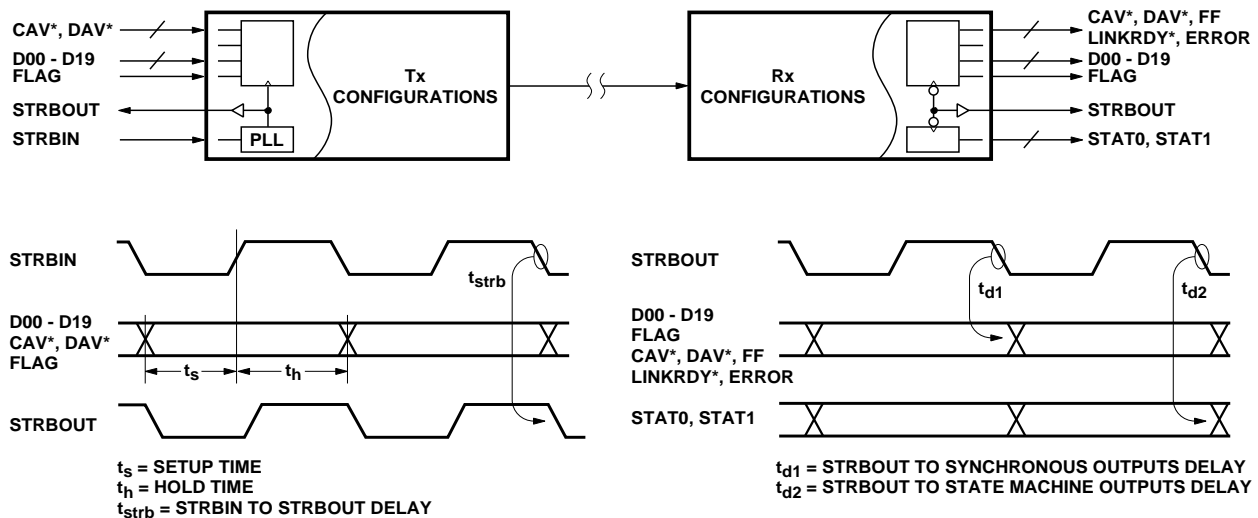 CAV*, DAV*
D00 - D19
FLAG
STRBOUT
STRBIN
PLL
Tx
CONFIGURATIONS
Rx
CONFIGURATIONS
CAV*, DAV*, FF
LINKRDY*, ERROR
D00 - D19
FLAG
STRBOUT
STAT0, STAT1
STRBIN
tstrb
D00 - D19
CAV*, DAV*
FLAG
ts
th
STRBOUT
ts = SETUP TIME
th = HOLD TIME
tstrb = STRBIN TO STRBOUT DELAY
STRBOUT
td1
td2
D00 - D19
FLAG
CAV*, DAV*, FF
LINKRDY*, ERROR
STAT0, STAT1
td1 = STRBOUT TO SYNCHRONOUS OUTPUTS DELAY
td2 = STRBOUT TO STATE MACHINE OUTPUTS DELAY